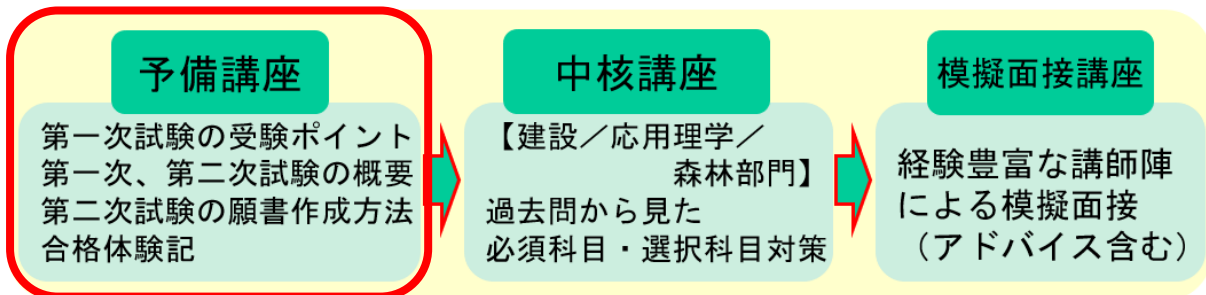 予備講座
第一次試験の受験ポイント
第一次、第二次試験の概要
第二次試験の願書作成方法
合格体験記
中核講座
【建設／応用理学／
森林部門】
過去問から見た
必須科目・選択科目対策
模擬面接講座
経験豊富な講師陣
による模擬面接
（アドバイス含む）